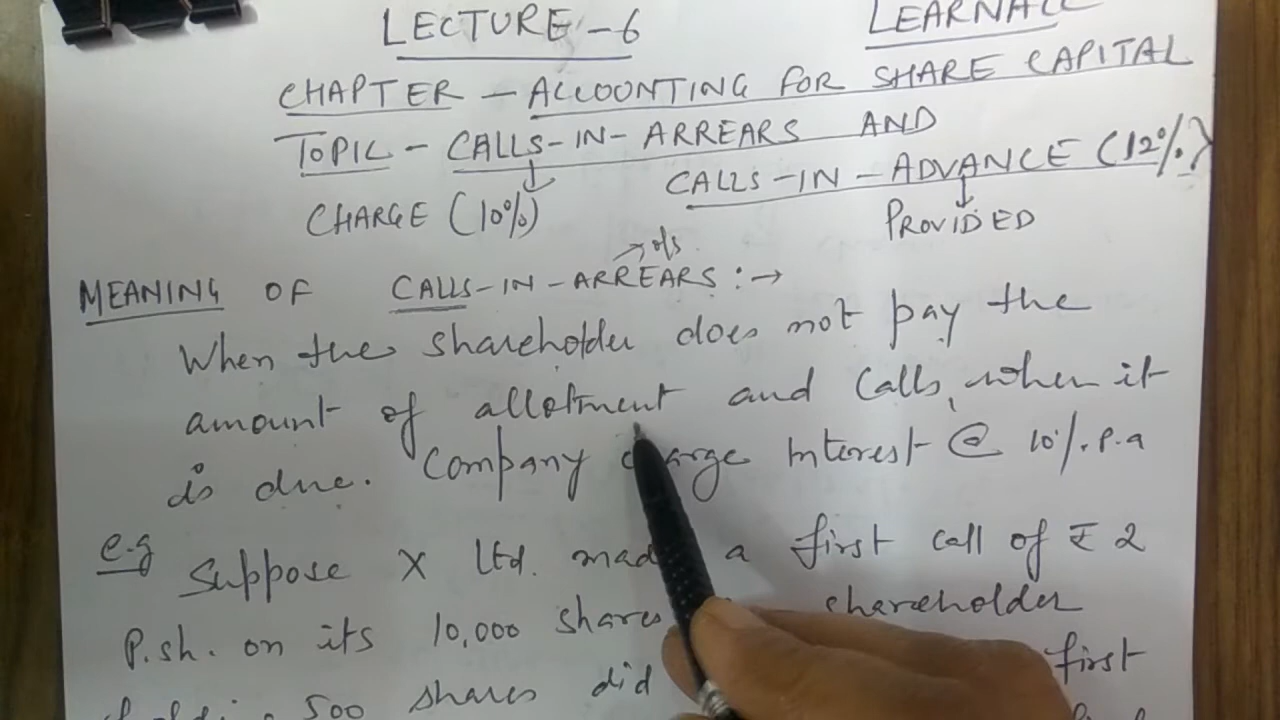 LECTURE-6
LEARNALL
CHAPTER - ACCOUNTING FOR SHARE CAPITAL
TOPIC - CALLS-IN-ARREARS AND
CALLS-IN-ADVANCE (12%)
CHARGE (10%)
PROVIDED
o/s
MEANING OF CALLS-IN-ARREARS :→
When the shareholder does not pay the
amount of allotment and calls, when it
is due. Company charge Interest @ 10%. P.a
e.g Suppose X Ltd. made a first call of ₹ 2
P.sh. on its 10,000 shares shareholder
500 shares did first